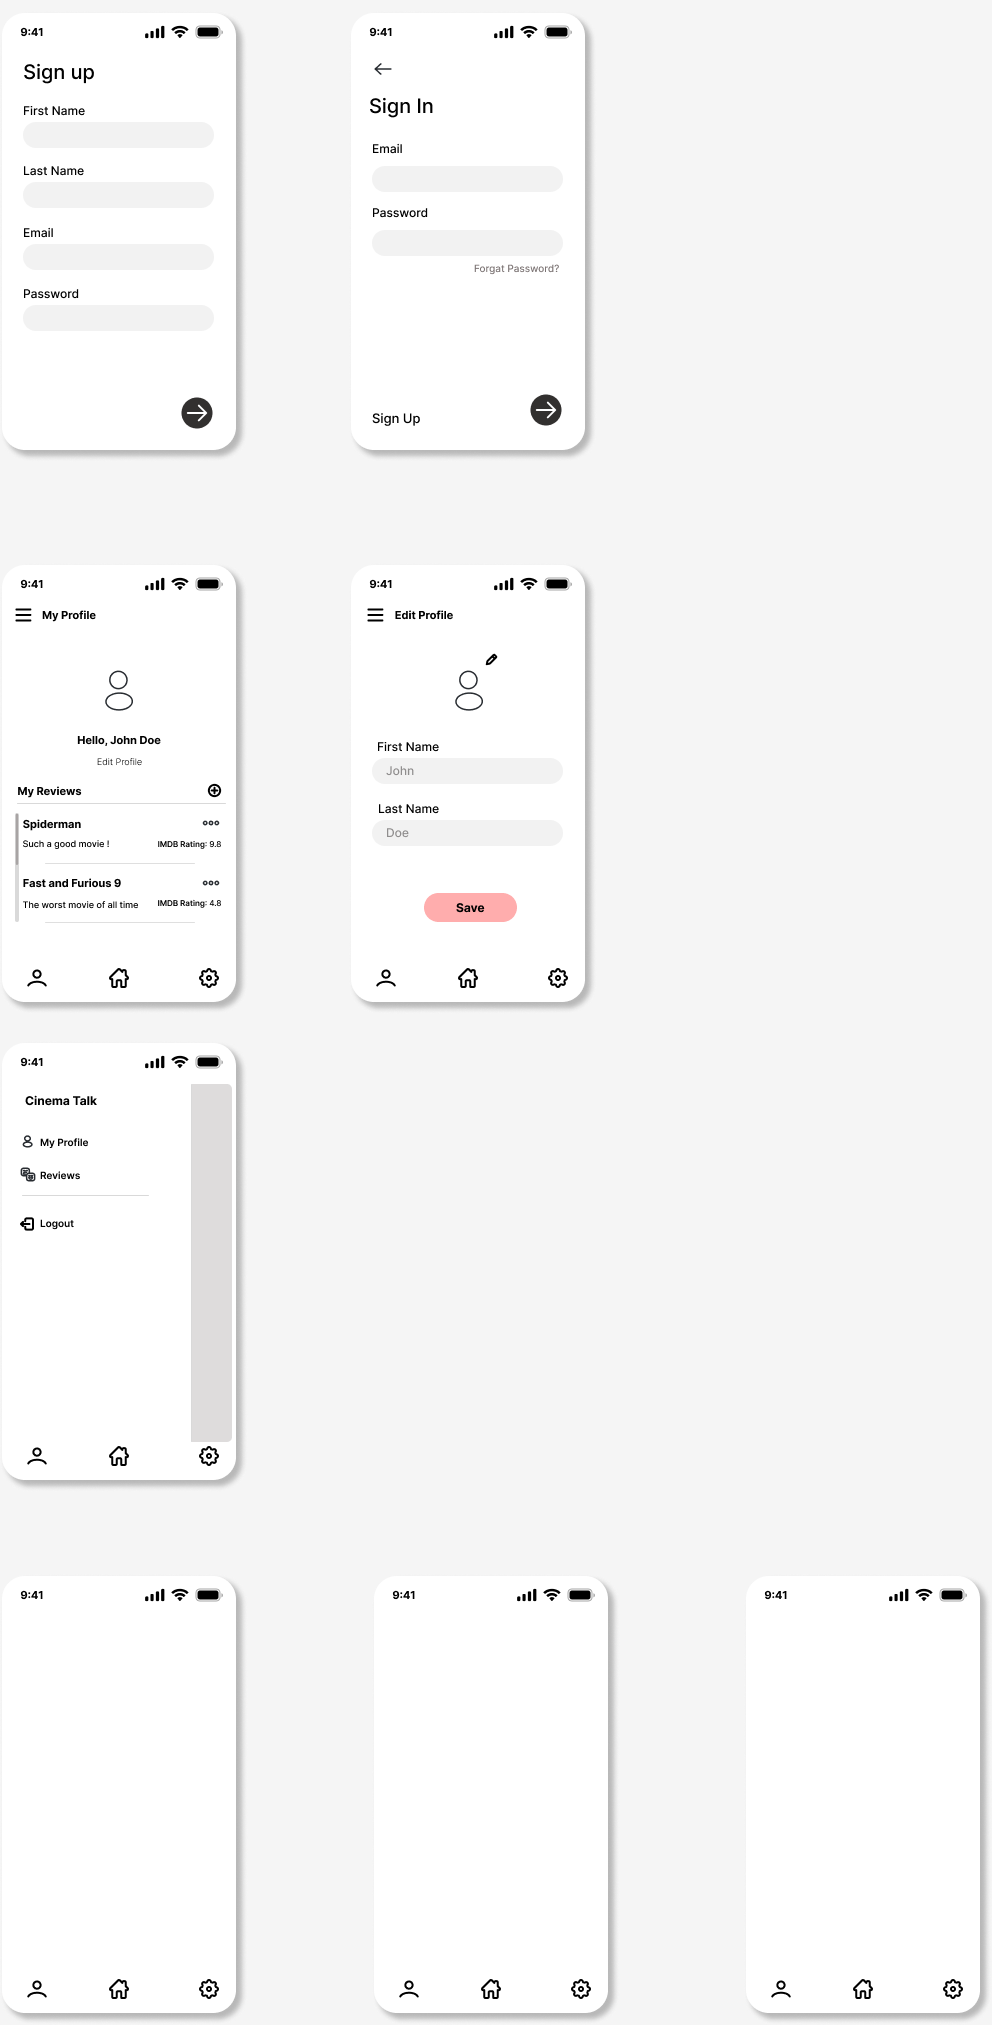 9:41
Sign up
First Name
Last Name
Email
Password
9:41
Sign In
Email
Password
Forgat Password?
Sign Up
9:41
My Profile
Hello, John Doe
Edit Profile
My Reviews
Spiderman
Such a good movie !
IMDB Rating: 9.8
Fast and Furious 9
The worst movie of all time
IMDB Rating: 4.8
9:41
Edit Profile
First Name
John
Last Name
Doe
Save
9:41
Cinema Talk
My Profile
Reviews
Logout
9:41
9:41
9:41